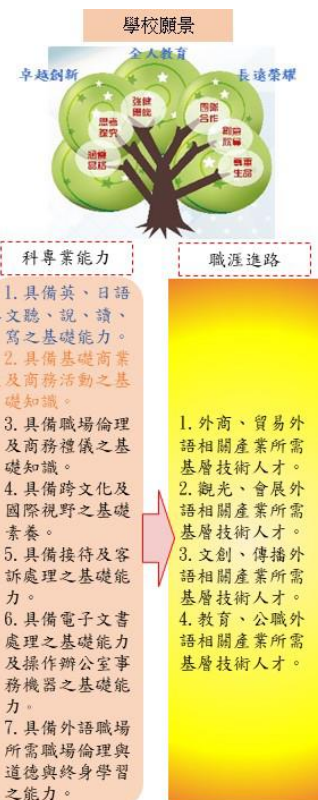 學校願景
全人教育
卓越創新
長遠榮耀
強健
體魄
團隊
合作
思考
探究
創意
欣賞
涵養
品格
尊重
生命
科專業能力
1.具備英、日語
文聽、說、讀、
寫之基礎能力。
2.具備基礎商業
及商務活動之基
礎知識。
3.具備職場倫理
及商務禮儀之基
礎知識。
4.具備跨文化及
國際視野之基礎
素養。
5.具備接待及客
訴處理之基礎能
力。
6.具備電子文書
處理之基礎能力
及操作辦公室事
務機器之基礎能
力。
7.具備外語職場
所需職場倫理與
道德與終身學習
之能力。
職涯進路
1.外商、貿易外
語相關產業所需
基層技術人才。
2.觀光、會展外
語相關產業所需
基層技術人才。
3.文創、傳播外
語相關產業所需
基層技術人才。
4.教育、公職外
語相關產業所需
基層技術人才。